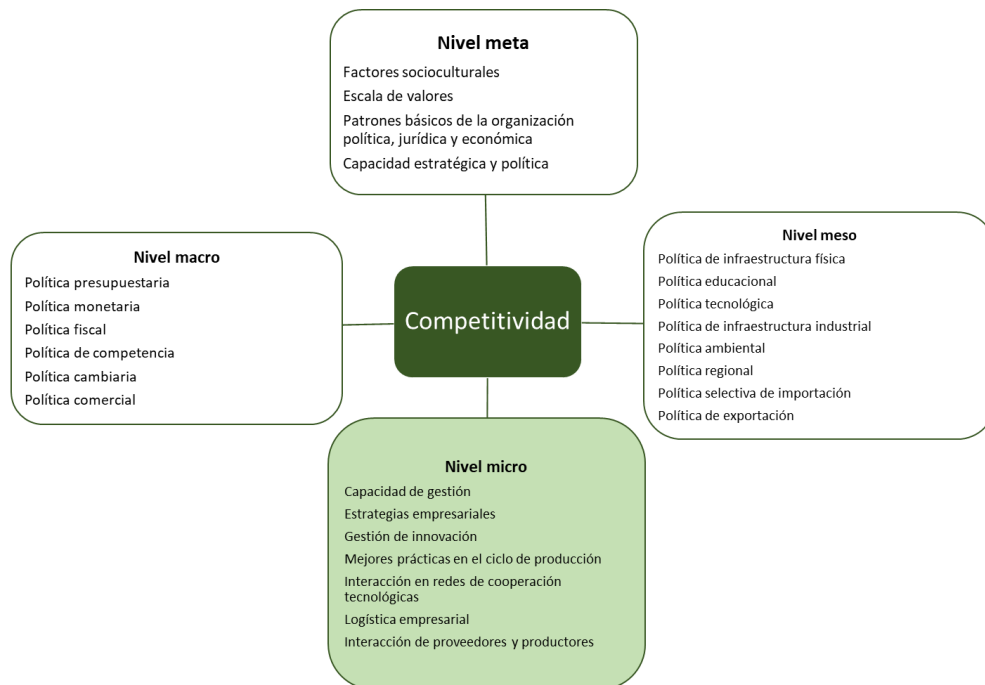 Nivel meta
Factores socioculturales
Escala de valores
Patrones básicos de la organización
política, jurídica y económica
Capacidad estratégica y política
Nivel macro
Política presupuestaria
Política monetaria
Política fiscal
Política de competencia
Política cambiaria
Política comercial
Competitividad
Nivel meso
Política de infraestructura física
Política educacional
Política tecnológica
Política de infraestructura industrial
Política ambiental
Política regional
Política selectiva de importación
Política de exportación
Nivel micro
Capacidad de gestión
Estrategias empresariales
Gestión de innovación
Mejores prácticas en el ciclo de producción
Interacción en redes de cooperación
tecnológicas
Logística empresarial
Interacción de proveedores y productores